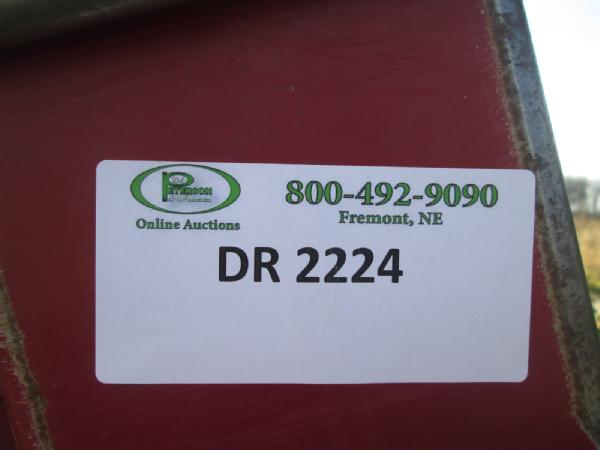 PETERSON
Online Auctions
800-492-9090
Fremont, NE
DR 2224